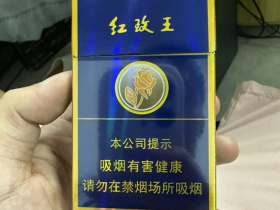 红玫王
本公司提示
吸烟有害健康
请勿在禁烟场所吸烟